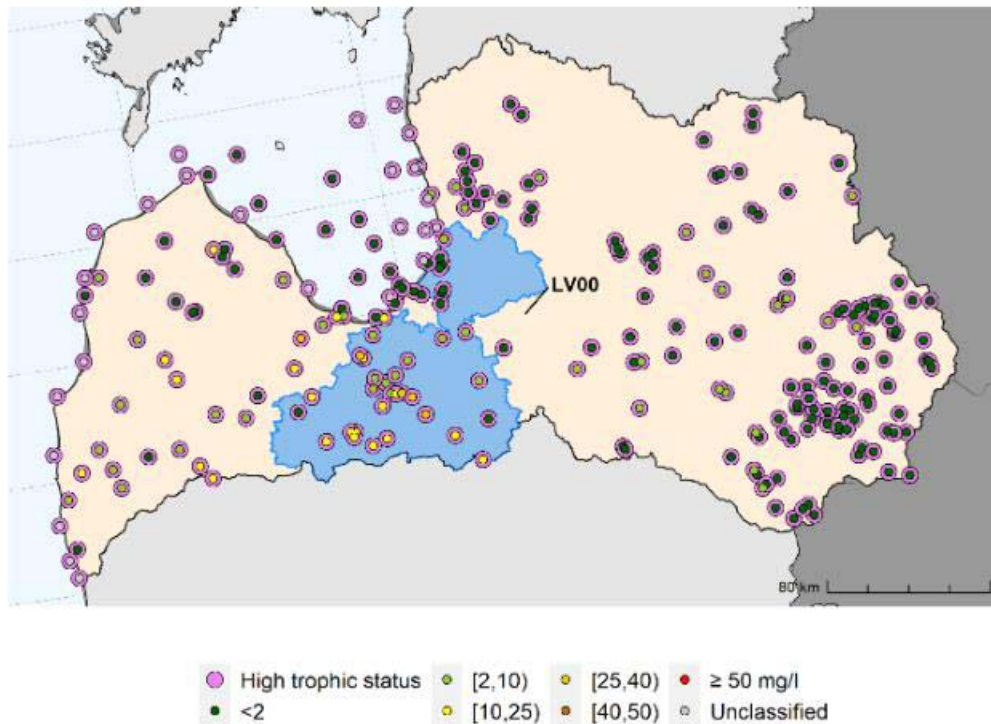 LV00
80 km
High trophic status [2,10) [25,40) ≥ 50 mg/l
<2 [10,25) [40,50) Unclassified